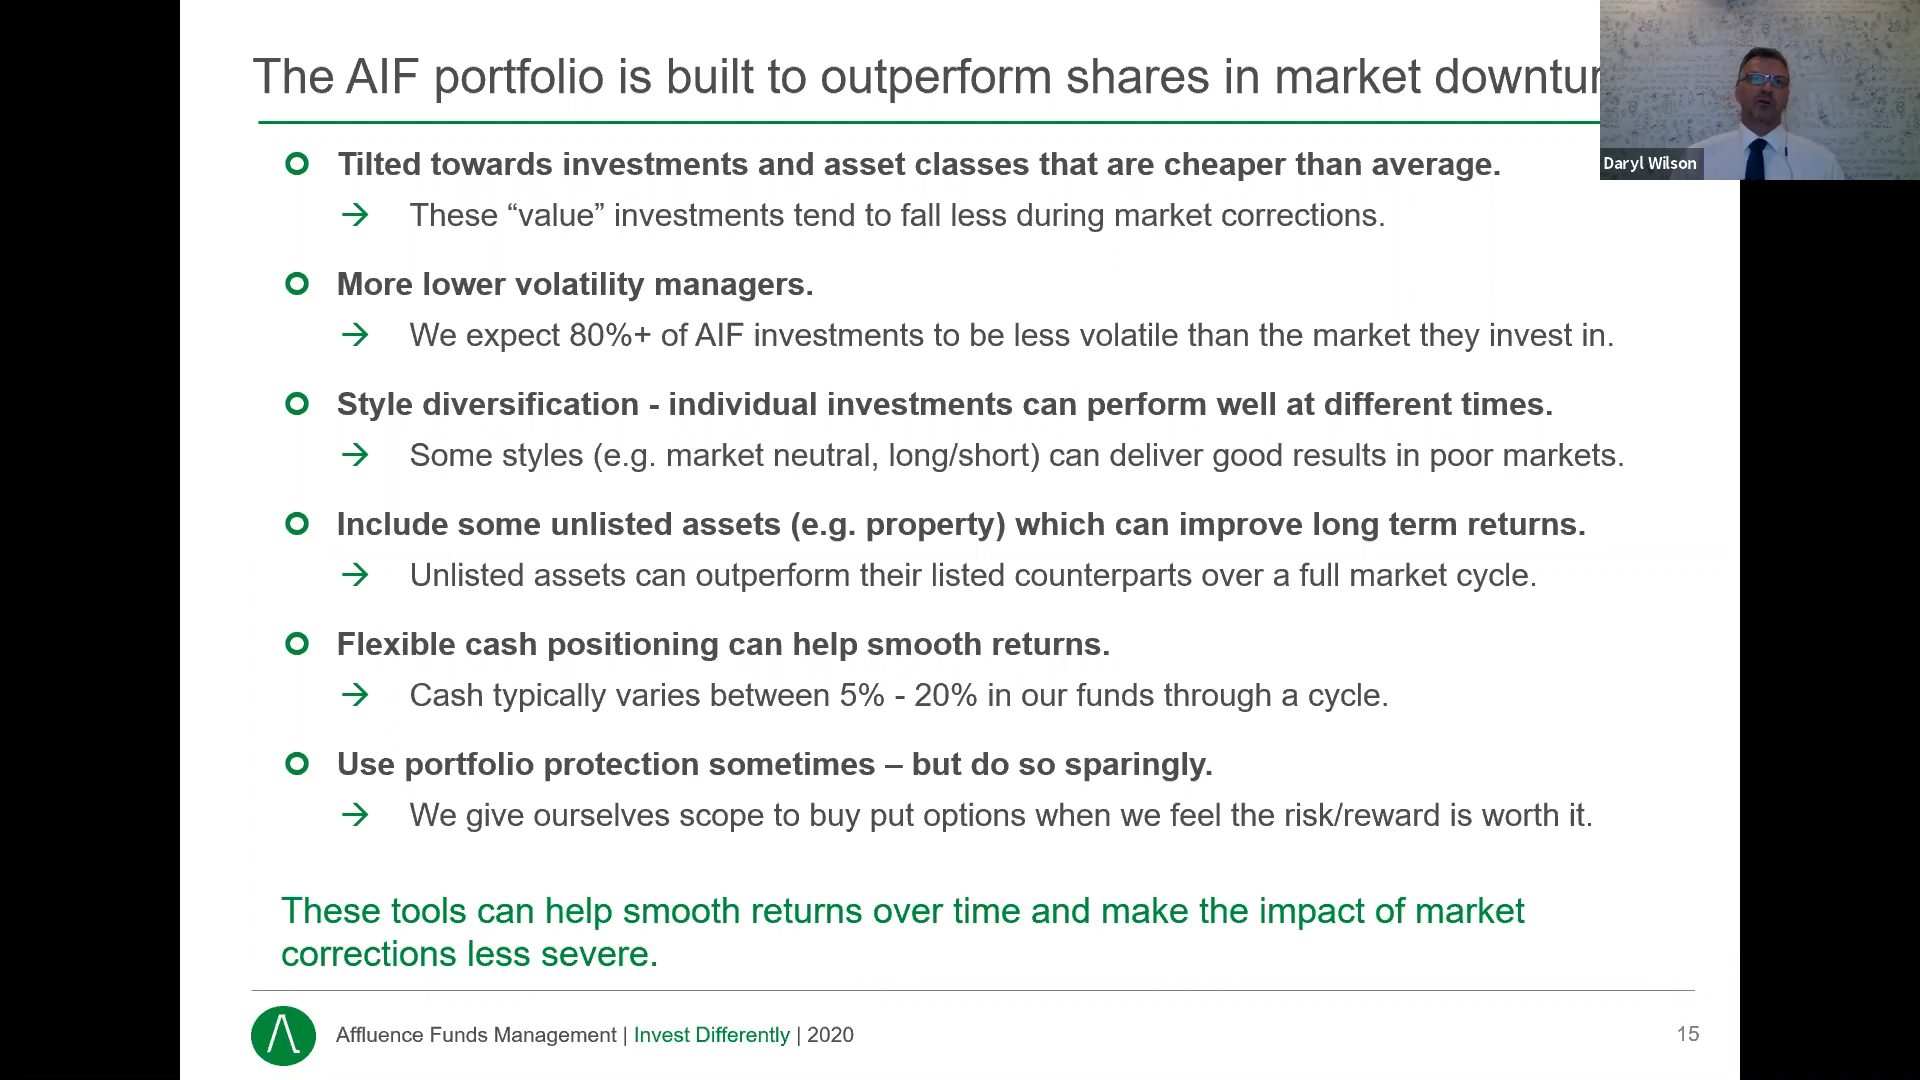 The AIF portfolio is built to outperform shares in market
Daryl Wilson
Tilted towards investments and asset classes that are cheaper than average.
These “value” investments tend to fall less during market corrections.
More lower volatility managers.
We expect 80%+ of AIF investments to be less volatile than the market they invest in.
Style diversification - individual investments can perform well at different times.
Some styles (e.g. market neutral, long/short) can deliver good results in poor markets.
Include some unlisted assets (e.g. property) which can improve long term returns.
Unlisted assets can outperform their listed counterparts over a full market cycle.
Flexible cash positioning can help smooth returns.
Cash typically varies between 5% - 20% in our funds through a cycle.
Use portfolio protection sometimes – but do so sparingly.
We give ourselves scope to buy put options when we feel the risk/reward is worth it.
These tools can help smooth returns over time and make the impact of market
corrections less severe.
Affluence Funds Management | Invest Differently | 2020
15